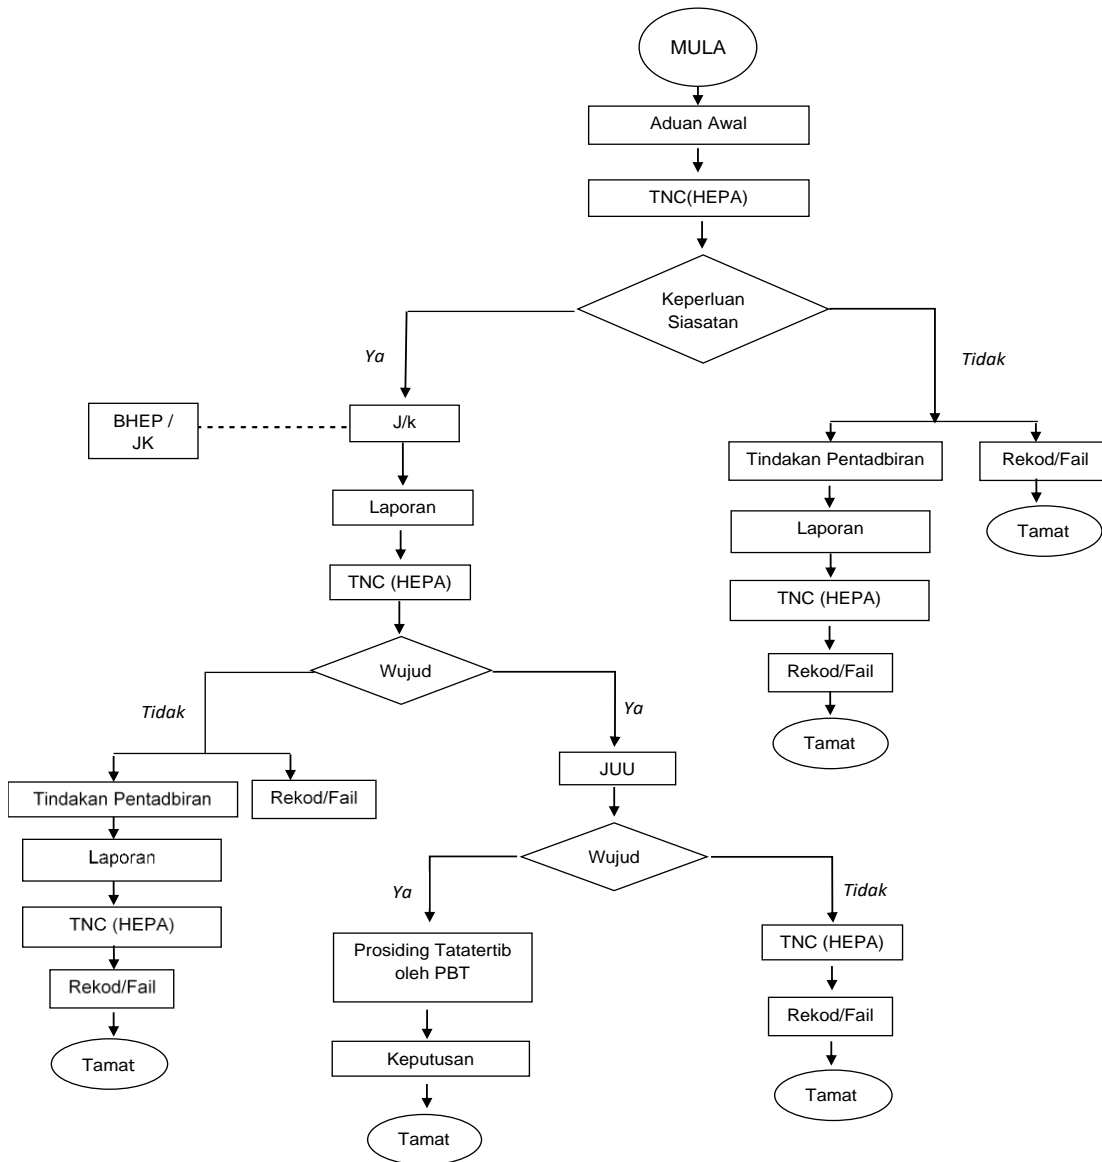 MULA
Aduan Awal
TNC(HEPA)
Keperluan
Siasatan
Ya
Tidak
BHEP /
JK
J/k
Tindakan Pentadbiran
Rekod/Fail
Laporan
Laporan
Tamat
TNC (HEPA)
TNC (HEPA)
Wujud
Rekod/Fail
Tidak
Ya
Tamat
JUU
Tindakan Pentadbiran
Rekod/Fail
Laporan
Wujud
Ya
Tidak
TNC (HEPA)
Prosiding Tatatertib
oleh PBT
TNC (HEPA)
Rekod/Fail
Rekod/Fail
Tamat
Keputusan
Tamat
Tamat